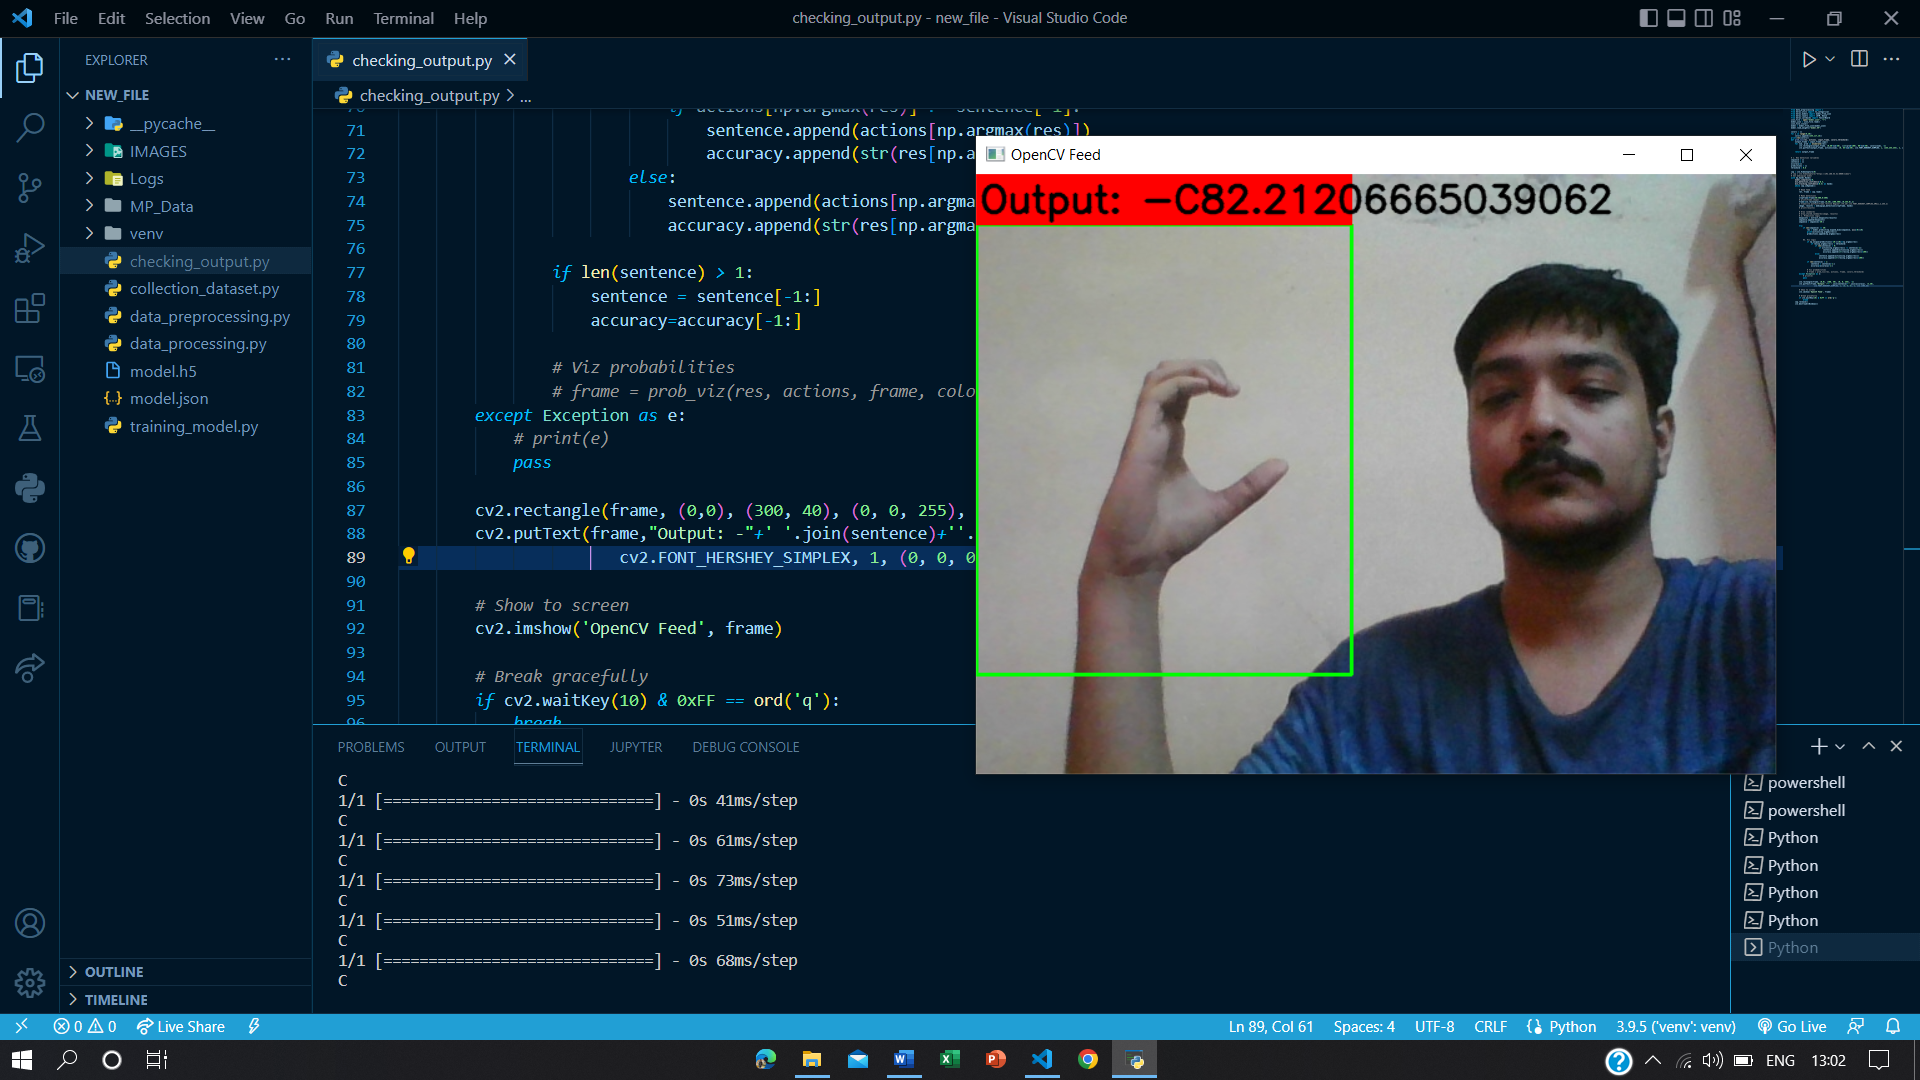 File Edit Selection View Go Run Terminal Help
checking_output.py - new_file - Visual Studio Code
EXPLORER
NEW_FILE
__pycache__
IMAGES
Logs
MP_Data
venv
checking_output.py
collection_dataset.py
data_preprocessing.py
data_processing.py
model.h5
model.json
training_model.py
OUTLINE
TIMELINE
checking_output.py
checking_output.py > ...
71 sentence.append(actions[np.argmax(res)])
72 accuracy.append(str(res[np.a
73 else:
74 sentence.append(actions[np.argma
75 accuracy.append(str(res[np.argma
76
77 if len(sentence) > 1:
78 sentence = sentence[-1:]
79 accuracy=accuracy[-1:]
80
81 # Viz probabilities
82 # frame = prob_viz(res, actions, frame, colo
83 except Exception as e:
84 # print(e)
85 pass
86
87 cv2.rectangle(frame, (0,0), (300, 40), (0, 0, 255),
88 cv2.putText(frame,"Output: -"+' '.join(sentence)+''.
89 cv2.FONT_HERSHEY_SIMPLEX, 1, (0, 0, 0
90
91 # Show to screen
92 cv2.imshow('OpenCV Feed', frame)
93
94 # Break gracefully
95 if cv2.waitKey(10) & 0xFF == ord('q'):
96 break
OpenCV Feed
Output: -C82.21206665039062
PROBLEMS OUTPUT TERMINAL JUPYTER DEBUG CONSOLE
C
1/1 [==============================] - 0s 41ms/step
C
1/1 [==============================] - 0s 61ms/step
C
1/1 [==============================] - 0s 73ms/step
C
1/1 [==============================] - 0s 51ms/step
C
1/1 [==============================] - 0s 68ms/step
C
powershell
powershell
Python
Python
Python
Python
Python
0 0 Live Share
Ln 89, Col 61 Spaces: 4 UTF-8 CRLF Python 3.9.5 ('venv': venv) Go Live
ENG 13:02